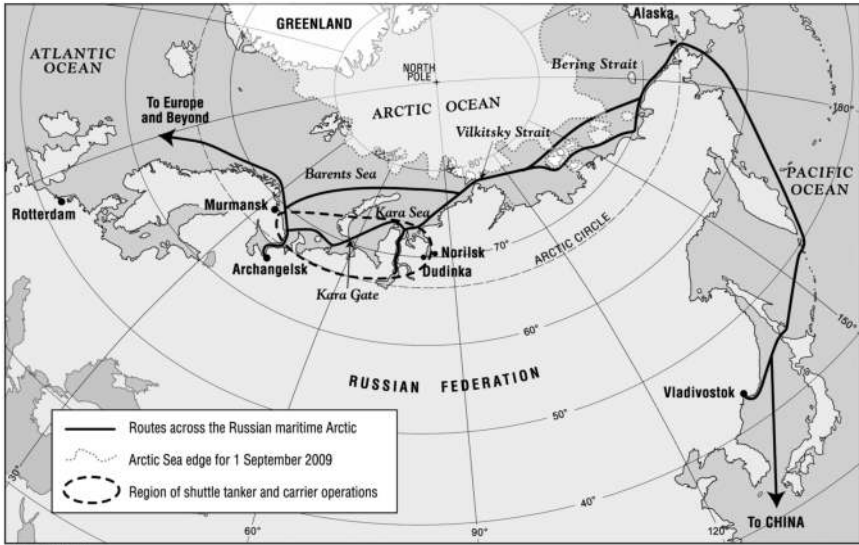 GREENLAND
Alaska
ATLANTIC
OCEAN
Bering Strait
NORTH
POLE
ARCTIC OCEAN
To Europe
and Beyond
180°
Vilkitsky Strait
0°
Barents Sea
PACIFIC
OCEAN
Rotterdam
Murmansk
Kara Sea
70°
ARCTIC CIRCLE
Norilsk
Archangelsk
Dudinka
Kara Gate
150°
60°
RUSSIAN FEDERATION
Vladivostok
50°
Routes across the Russian maritime Arctic
Arctic Sea edge for 1 September 2009
30°
Region of shuttle tanker and carrier operations
40°
To CHINA
60°
90°
120°